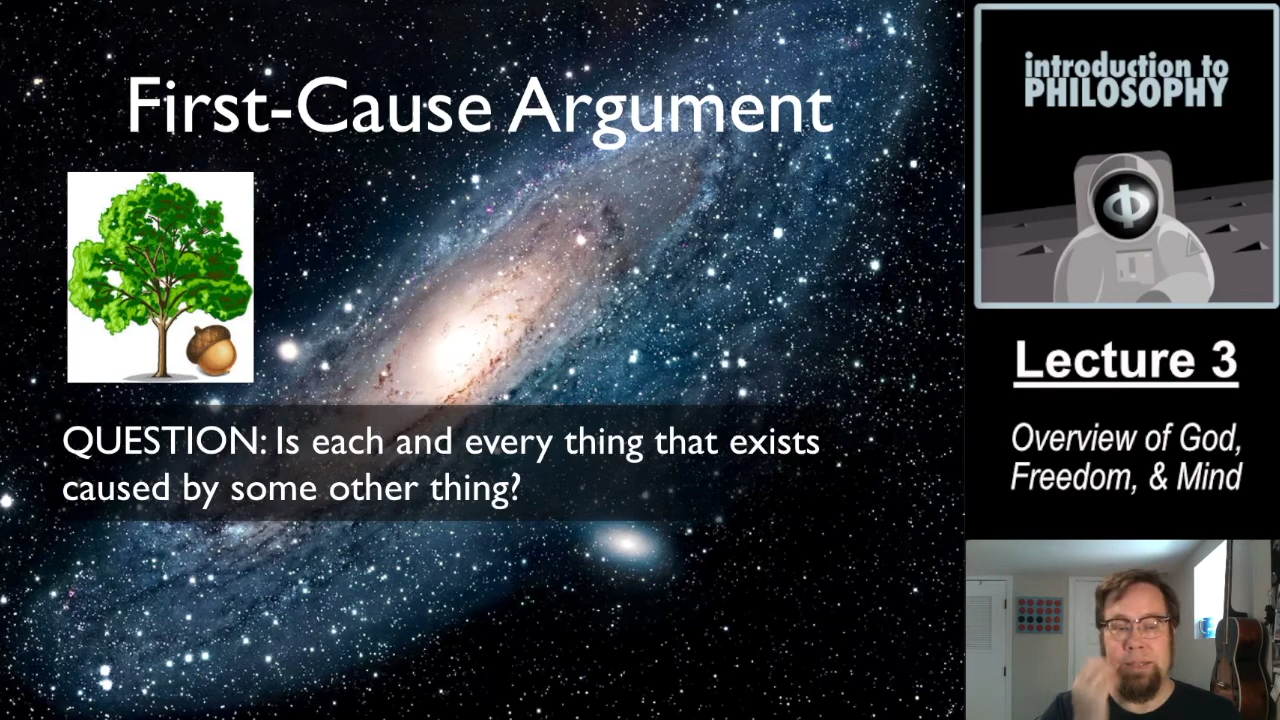 First-Cause Argument
QUESTION: Is each and every thing that exists
caused by some other thing?
introduction to
PHILOSOPHY
Φ
Lecture 3
Overview of God,
Freedom, & Mind